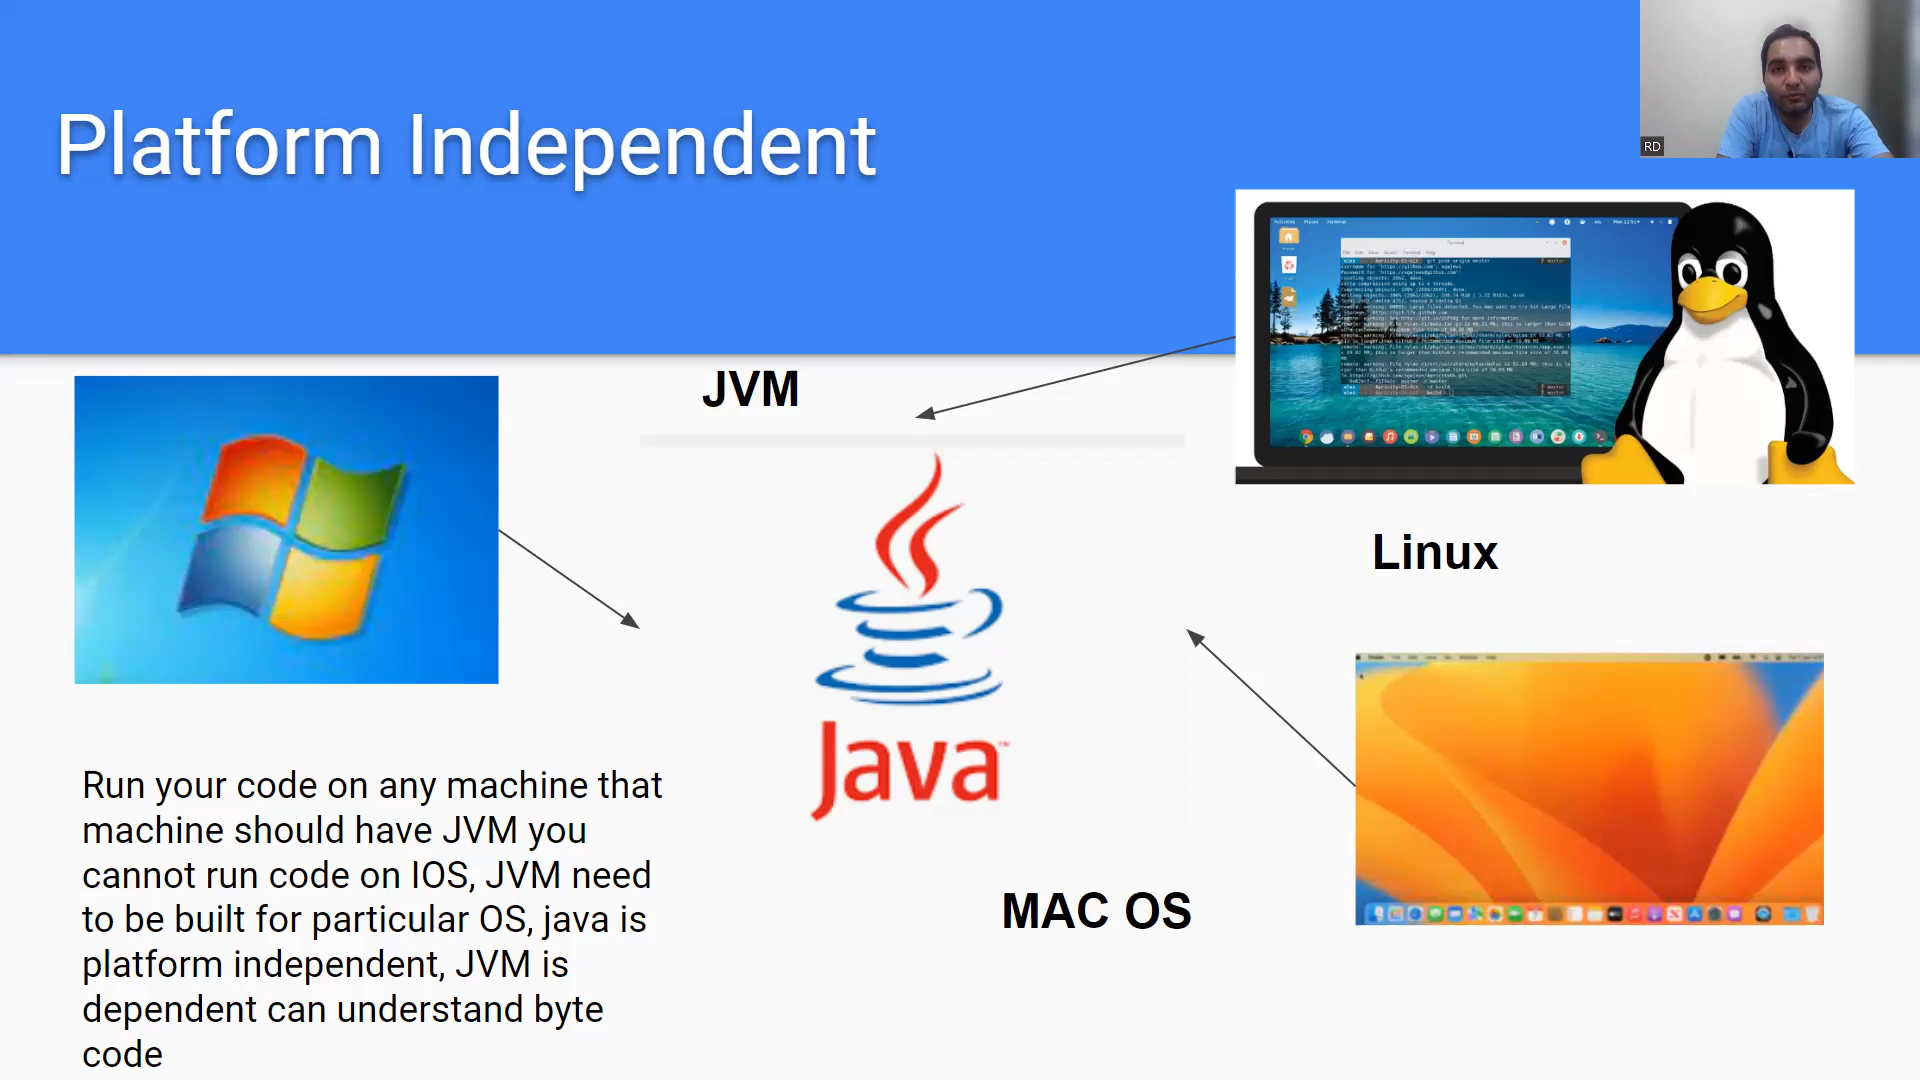 Platform Independent
RD
JVM
Linux
Java
Run your code on any machine that
machine should have JVM you
cannot run code on IOS, JVM need
to be built for particular OS, java is
platform independent, JVM is
dependent can understand byte
code
MAC OS